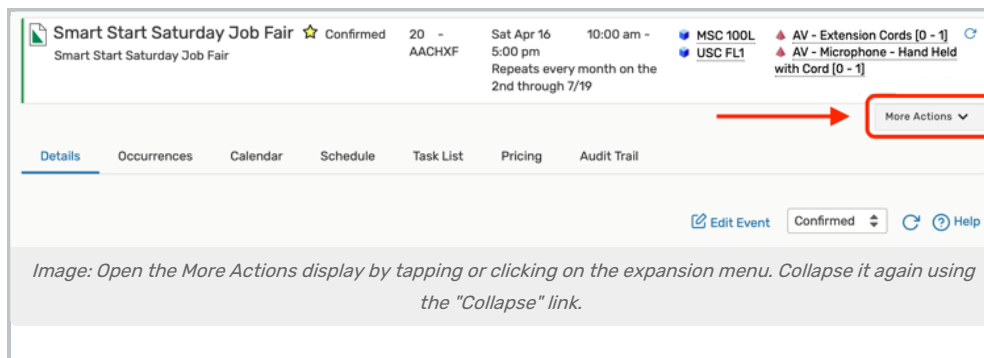 Smart Start Saturday Job Fair
Smart Start Saturday Job Fair
Confirmed
20 -
AACHXF
Sat Apr 16 10:00 am -
5:00 pm
Repeats every month on the
2nd through 7/19
MSC 100L
USC FL1
AV - Extension Cords [0 - 1]
AV - Microphone - Hand Held
with Cord [0 - 1]
More Actions
Details Occurrences Calendar Schedule Task List Pricing Audit Trail
Edit Event Confirmed Help
Image: Open the More Actions display by tapping or clicking on the expansion menu. Collapse it again using
the "Collapse" link.